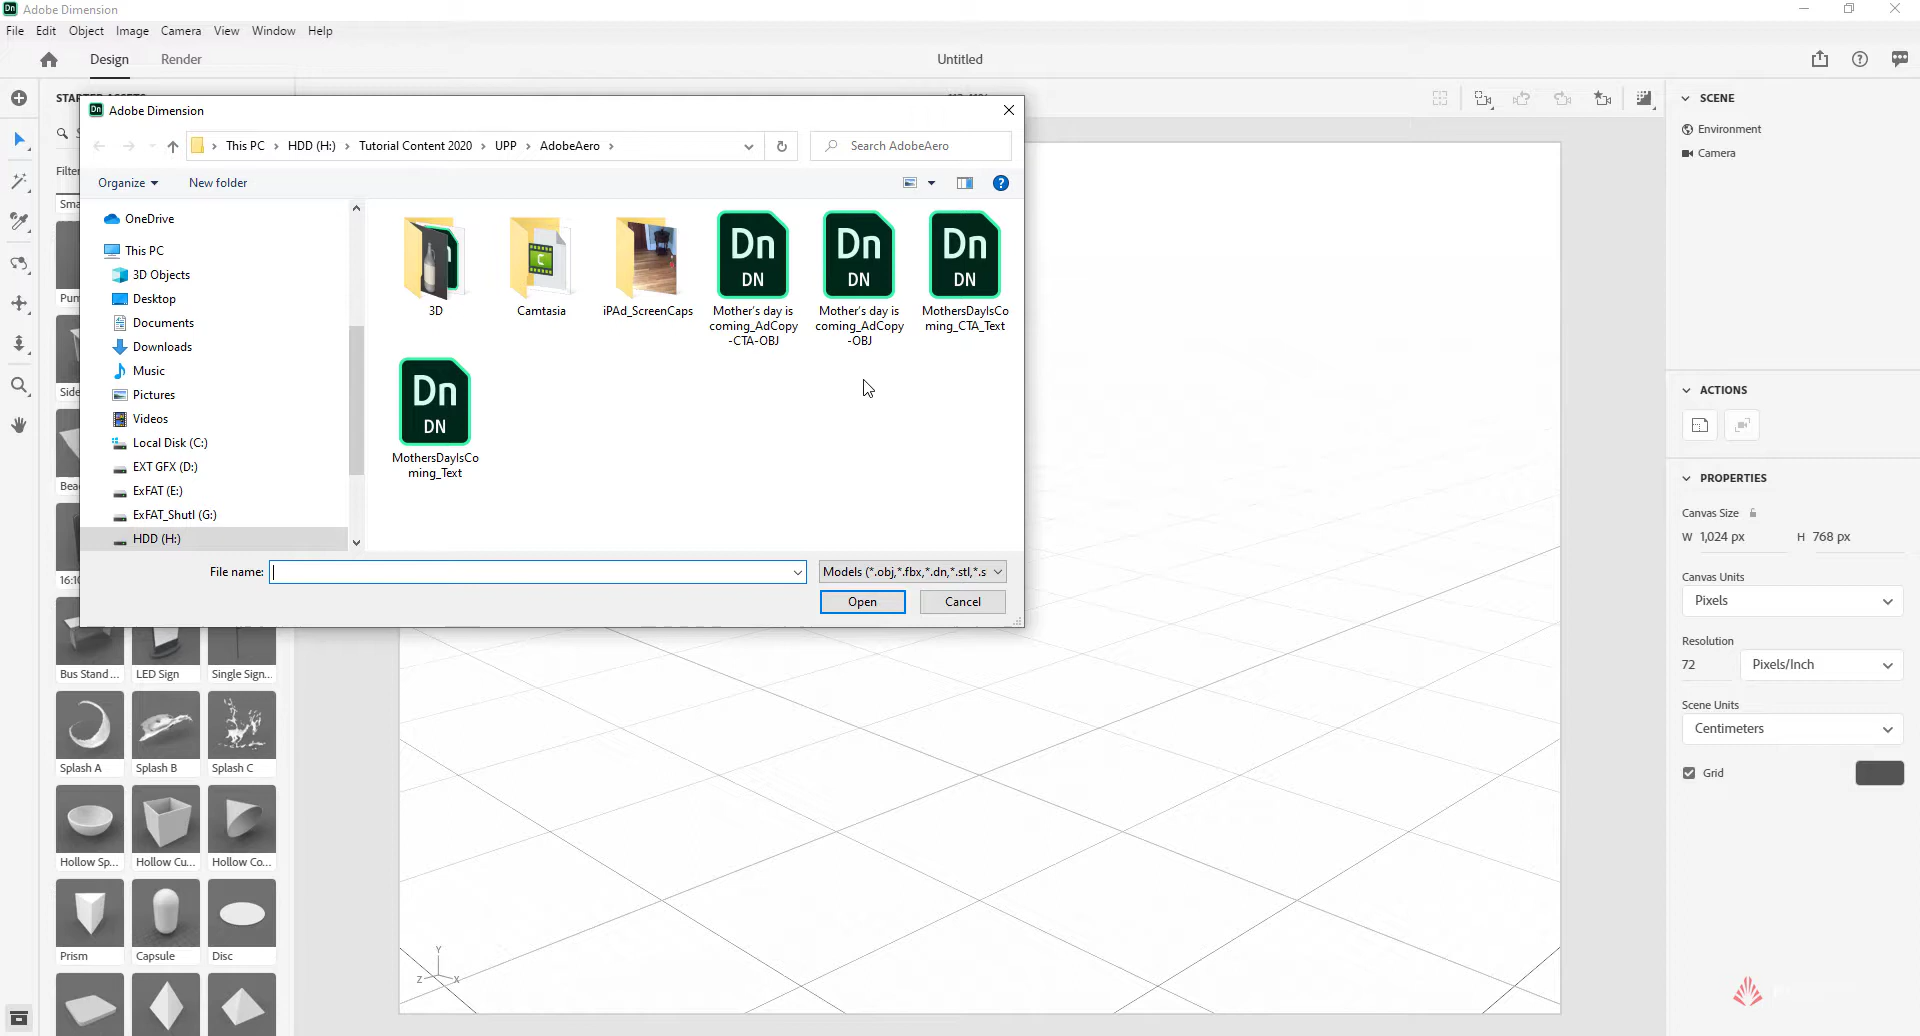 Adobe Dimension
File Edit Object Image Camera View Window Help
Design Render
Untitled
Adobe Dimension
This PC HDD (H:) Tutorial Content 2020 UPP AdobeAero
Search AdobeAero
Organize New folder
OneDrive
This PC
3D Objects
Desktop
Documents
Downloads
Music
Pictures
Videos
Local Disk (C:)
EXT GFX (D:)
ExFAT (E:)
ExFAT_Shutl (G:)
HDD (H:)
3D
Camtasia
iPAd_ScreenCaps
Dn
DN
Mother's day is
coming_AdCopy
-CTA-OBJ
Dn
DN
Mother's day is
coming_AdCopy
-OBJ
Dn
DN
MothersDayIsCo
ming_CTA_Text
Dn
DN
MothersDayIsCo
ming_Text
File name:
Models (*.obj,*.fbx,*.dn,*.stl,*.s
Open Cancel
Bus Stand ... LED Sign Single Sign...
Splash A Splash B Splash C
Hollow Sp... Hollow Cu... Hollow Co...
Prism Capsule Disc
Y
Z X
SCENE
Environment
Camera
ACTIONS
PROPERTIES
Canvas Size
W 1,024 px H 768 px
Canvas Units
Pixels
Resolution
72 Pixels/Inch
Scene Units
Centimeters
Grid